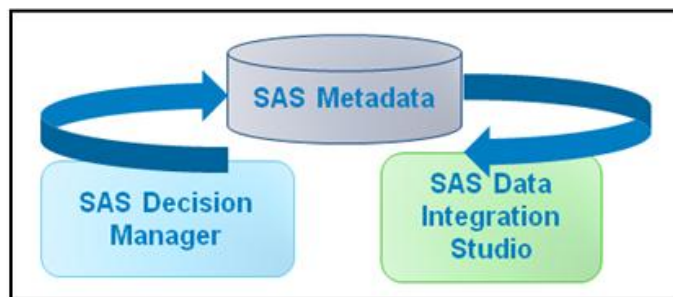 SAS Metadata
SAS Decision
Manager
SAS Data
Integration
Studio